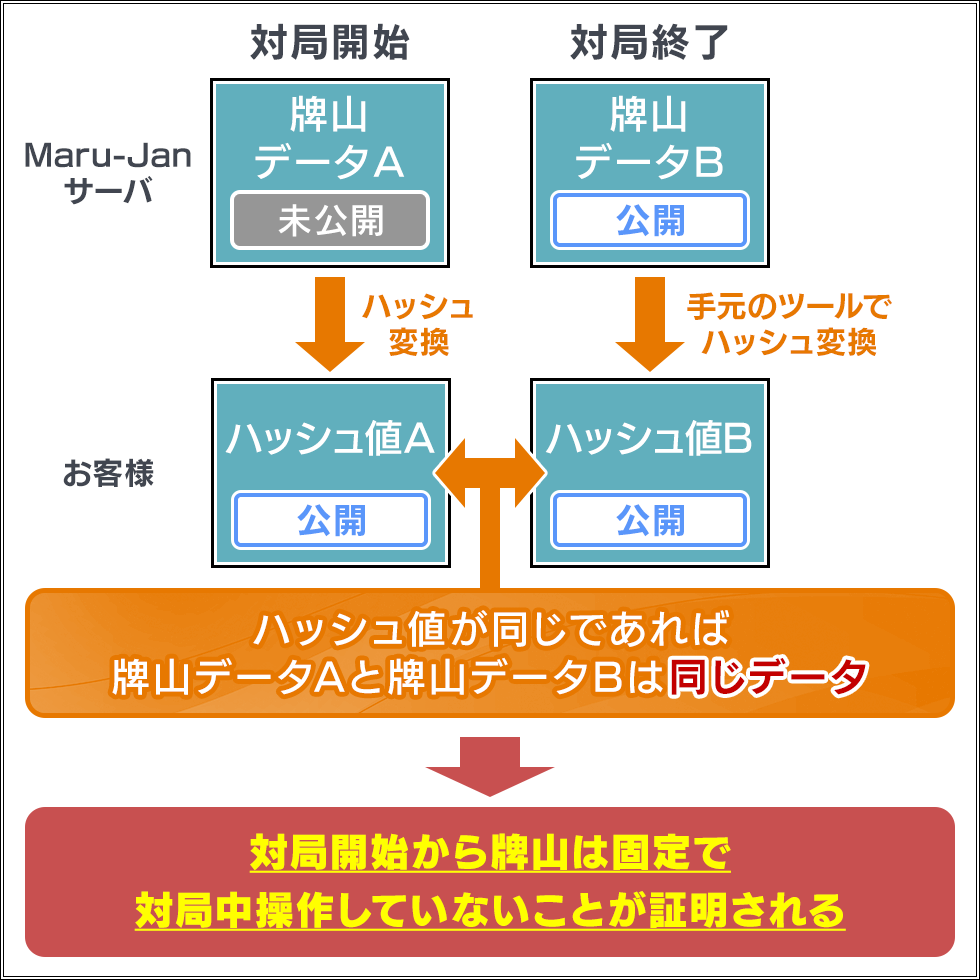 対局開始
対局終了
Maru-Jan
サーバ
牌山
データA
未公開
牌山
データB
公開
ハッシュ
変換
手元のツールで
ハッシュ変換
お客様
ハッシュ値A
公開
ハッシュ値B
公開
ハッシュ値が同じであれば
牌山データAと牌山データBは同じデータ
対局開始から牌山は固定で
対局中操作していないことが証明される